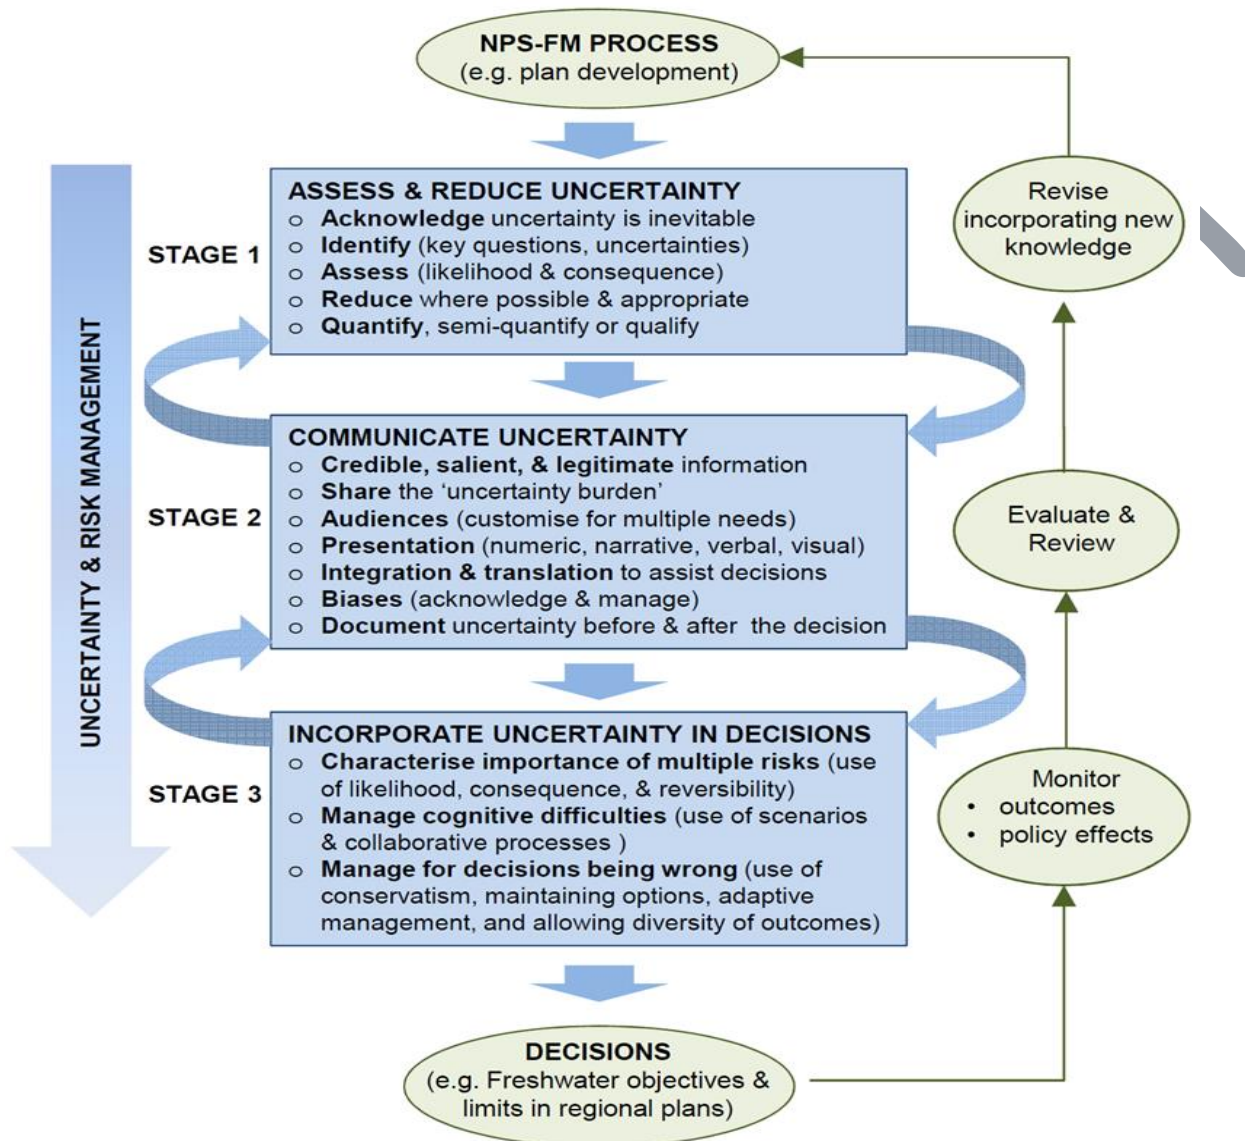 NPS-FM PROCESS
(e.g. plan development)
UNCERTAINTY & RISK MANAGEMENT
STAGE 1
ASSESS & REDUCE UNCERTAINTY
o Acknowledge uncertainty is inevitable
o Identify (key questions, uncertainties)
o Assess (likelihood & consequence)
o Reduce where possible & appropriate
o Quantify, semi-quantify or qualify
STAGE 2
COMMUNICATE UNCERTAINTY
o Credible, salient, & legitimate information
o Share the ‘uncertainty burden’
o Audiences (customise for multiple needs)
o Presentation (numeric, narrative, verbal, visual)
o Integration & translation to assist decisions
o Biases (acknowledge & manage)
o Document uncertainty before & after the decision
STAGE 3
INCORPORATE UNCERTAINTY IN DECISIONS
o Characterise importance of multiple risks (use
of likelihood, consequence, & reversibility)
o Manage cognitive difficulties (use of scenarios
& collaborative processes )
o Manage for decisions being wrong (use of
conservatism, maintaining options, adaptive
management, and allowing diversity of outcomes)
DECISIONS
(e.g. Freshwater objectives &
limits in regional plans)
Monitor
• outcomes
• policy effects
Evaluate &
Review
Revise
incorporating new
knowledge